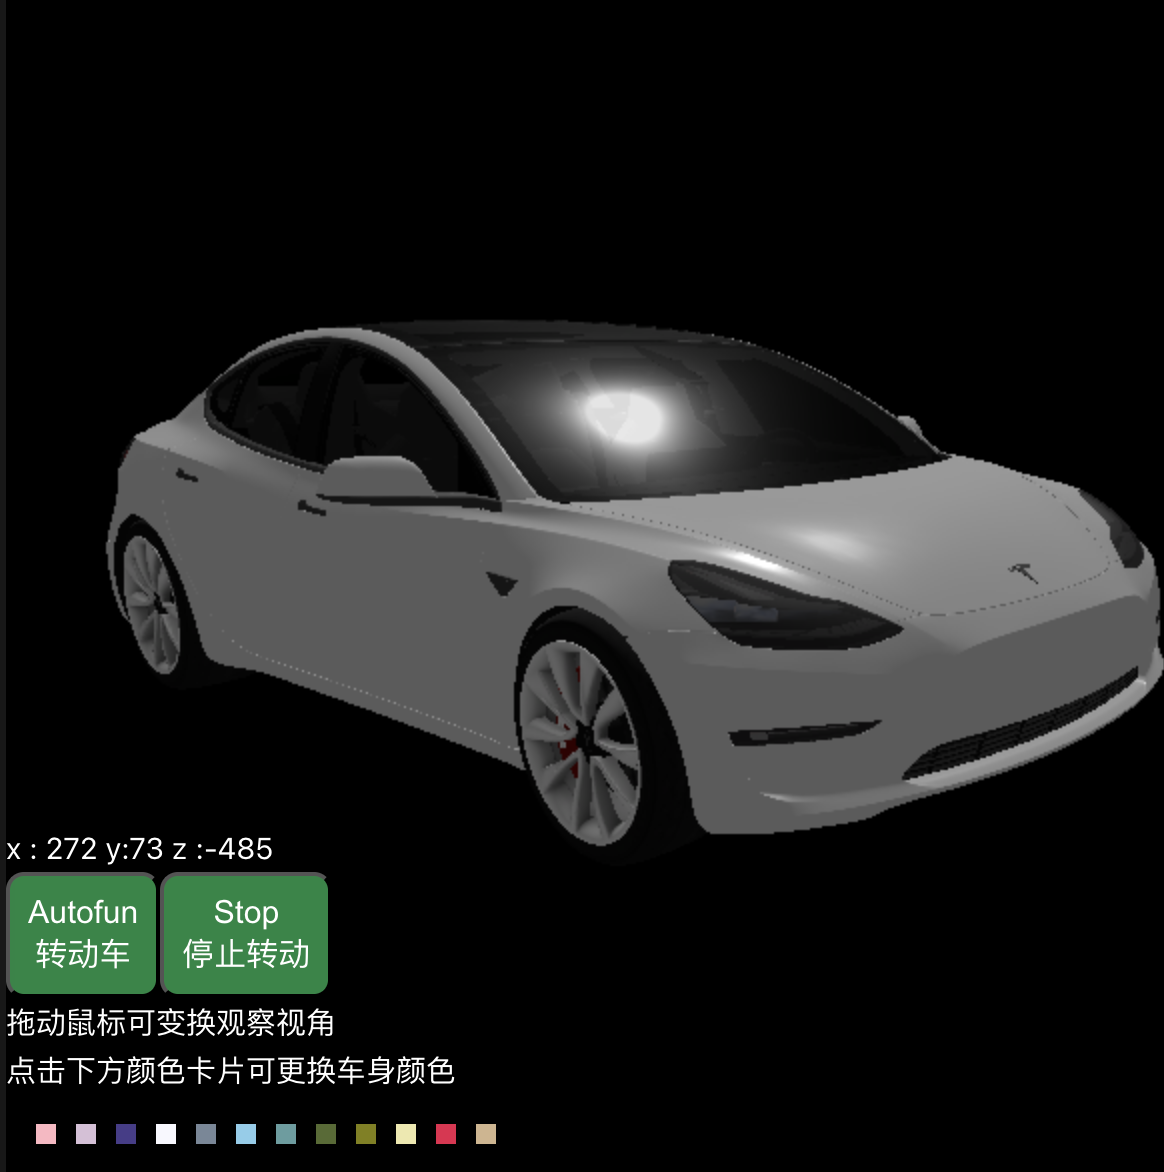 x : 272 y:73 z :-485
Autofun
转动车
Stop
停止转动
拖动鼠标可变换观察视角
点击下方颜色卡片可更换车身颜色